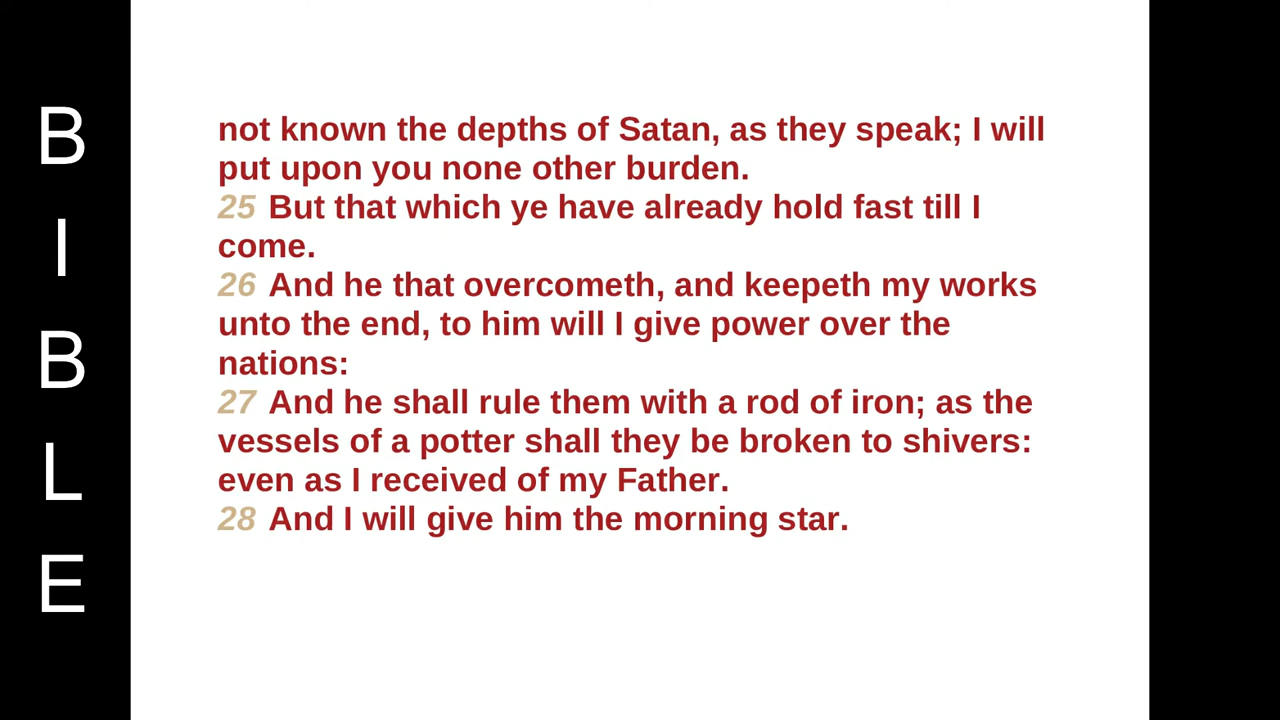 B
I
B
L
E
not known the depths of Satan, as they speak; I will
put upon you none other burden.
25 But that which ye have already hold fast till I
come.
26 And he that overcometh, and keepeth my works
unto the end, to him will I give power over the
nations:
27 And he shall rule them with a rod of iron; as the
vessels of a potter shall they be broken to shivers:
even as I received of my Father.
28 And I will give him the morning star.